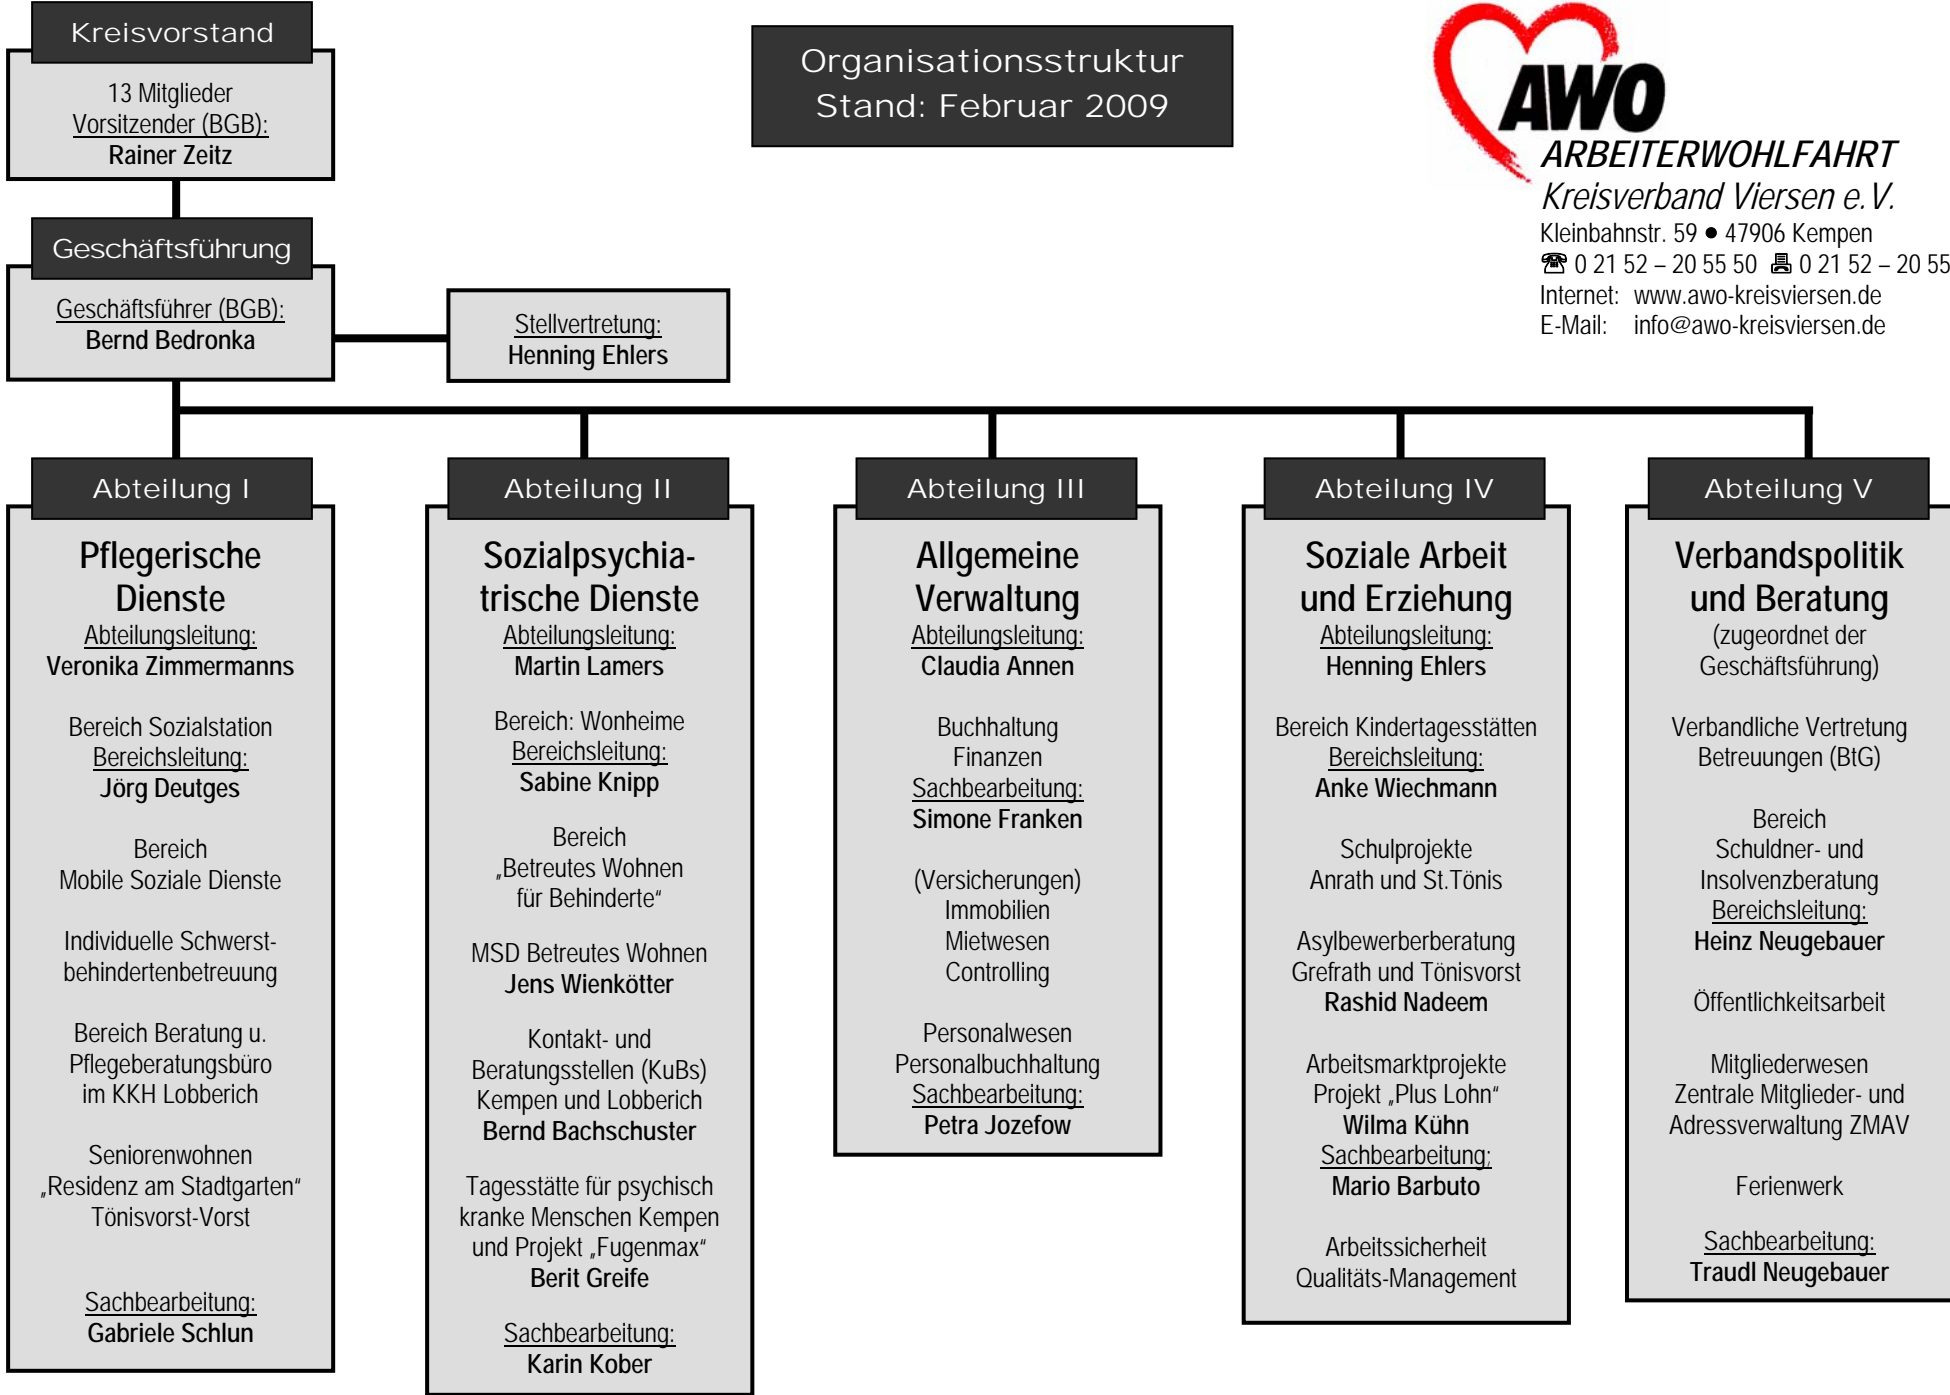 Kreisvorstand
13 Mitglieder
Vorsitzender (BGB):
Rainer Zeitz
Organisationsstruktur
Stand: Februar 2009
AWO
ARBEITERWOHLFAHRT
Kreisverband Viersen e.V.
Kleinbahnstr. 59 ● 47906 Kempen
☎ 0 21 52 – 20 55 50 📠 0 21 52 – 20 55
Internet: www.awo-kreisviersen.de
E-Mail: info@awo-kreisviersen.de
Geschäftsführung
Geschäftsführer (BGB):
Bernd Bedronka
Stellvertretung:
Henning Ehlers
Abteilung I
Pflegerische
Dienste
Abteilungsleitung:
Veronika Zimmermanns
Bereich Sozialstation
Bereichsleitung:
Jörg Deutges
Bereich
Mobile Soziale Dienste
Individuelle Schwerst-
behindertenbetreuung
Bereich Beratung u.
Pflegeberatungsbüro
im KKH Lobberich
Seniorenwohnen
„Residenz am Stadtgarten“
Tönisvorst-Vorst
Sachbearbeitung:
Gabriele Schlun
Abteilung II
Sozialpsychia-
trische Dienste
Abteilungsleitung:
Martin Lamers
Bereich: Wonheime
Bereichsleitung:
Sabine Knipp
Bereich
„Betreutes Wohnen
für Behinderte“
MSD Betreutes Wohnen
Jens Wienkötter
Kontakt- und
Beratungsstellen (KuBs)
Kempen und Lobberich
Bernd Bachschuster
Tagesstätte für psychisch
kranke Menschen Kempen
und Projekt „Fugenmax“
Berit Greife
Sachbearbeitung:
Karin Kober
Abteilung III
Allgemeine
Verwaltung
Abteilungsleitung:
Claudia Annen
Buchhaltung
Finanzen
Sachbearbeitung:
Simone Franken
(Versicherungen)
Immobilien
Mietwesen
Controlling
Personalwesen
Personalbuchhaltung
Sachbearbeitung:
Petra Jozefow
Abteilung IV
Soziale Arbeit
und Erziehung
Abteilungsleitung:
Henning Ehlers
Bereich Kindertagesstätten
Bereichsleitung:
Anke Wiechmann
Schulprojekte
Anrath und St.Tönis
Asylbewerberberatung
Grefrath und Tönisvorst
Rashid Nadeem
Arbeitsmarktprojekte
Projekt „Plus Lohn“
Wilma Kühn
Sachbearbeitung;
Mario Barbuto
Arbeitssicherheit
Qualitäts-Management
Abteilung V
Verbandspolitik
und Beratung
(zugeordnet der
Geschäftsführung)
Verbandliche Vertretung
Betreuungen (BtG)
Bereich
Schuldner- und
Insolvenzberatung
Bereichsleitung:
Heinz Neugebauer
Öffentlichkeitsarbeit
Mitgliederwesen
Zentrale Mitglieder- und
Adressverwaltung ZMAV
Ferienwerk
Sachbearbeitung:
Traudl Neugebauer